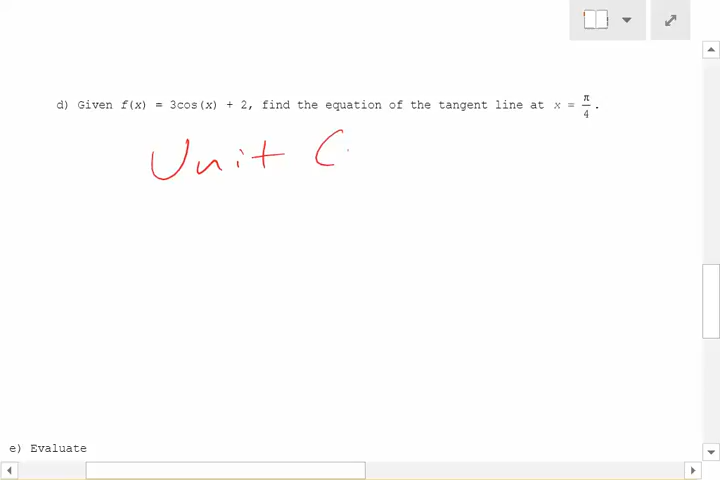 d) Given f(x) = 3cos(x) + 2, find the equation of the tangent line at x = π/4.
Unit C
e) Evaluate